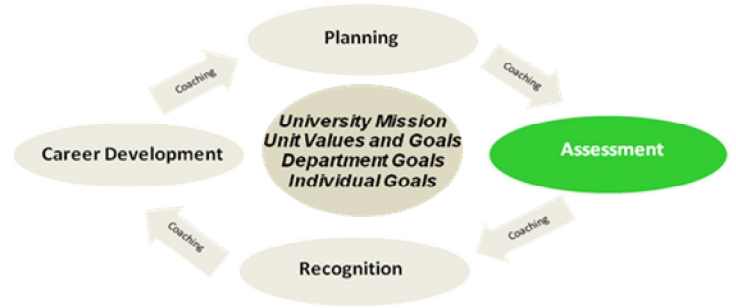 Planning
Coaching
Coaching
University Mission
Unit Values and Goals
Department Goals
Individual Goals
Career Development
Assessment
Coaching
Coaching
Recognition